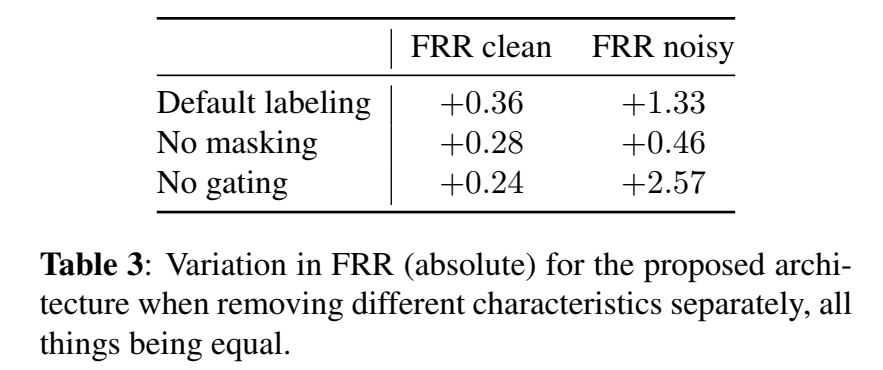 FRR clean FRR noisy
Default labeling +0.36 +1.33
No masking +0.28 +0.46
No gating +0.24 +2.57
Table 3: Variation in FRR (absolute) for the proposed archi-
tecture when removing different characteristics separately, all
things being equal.